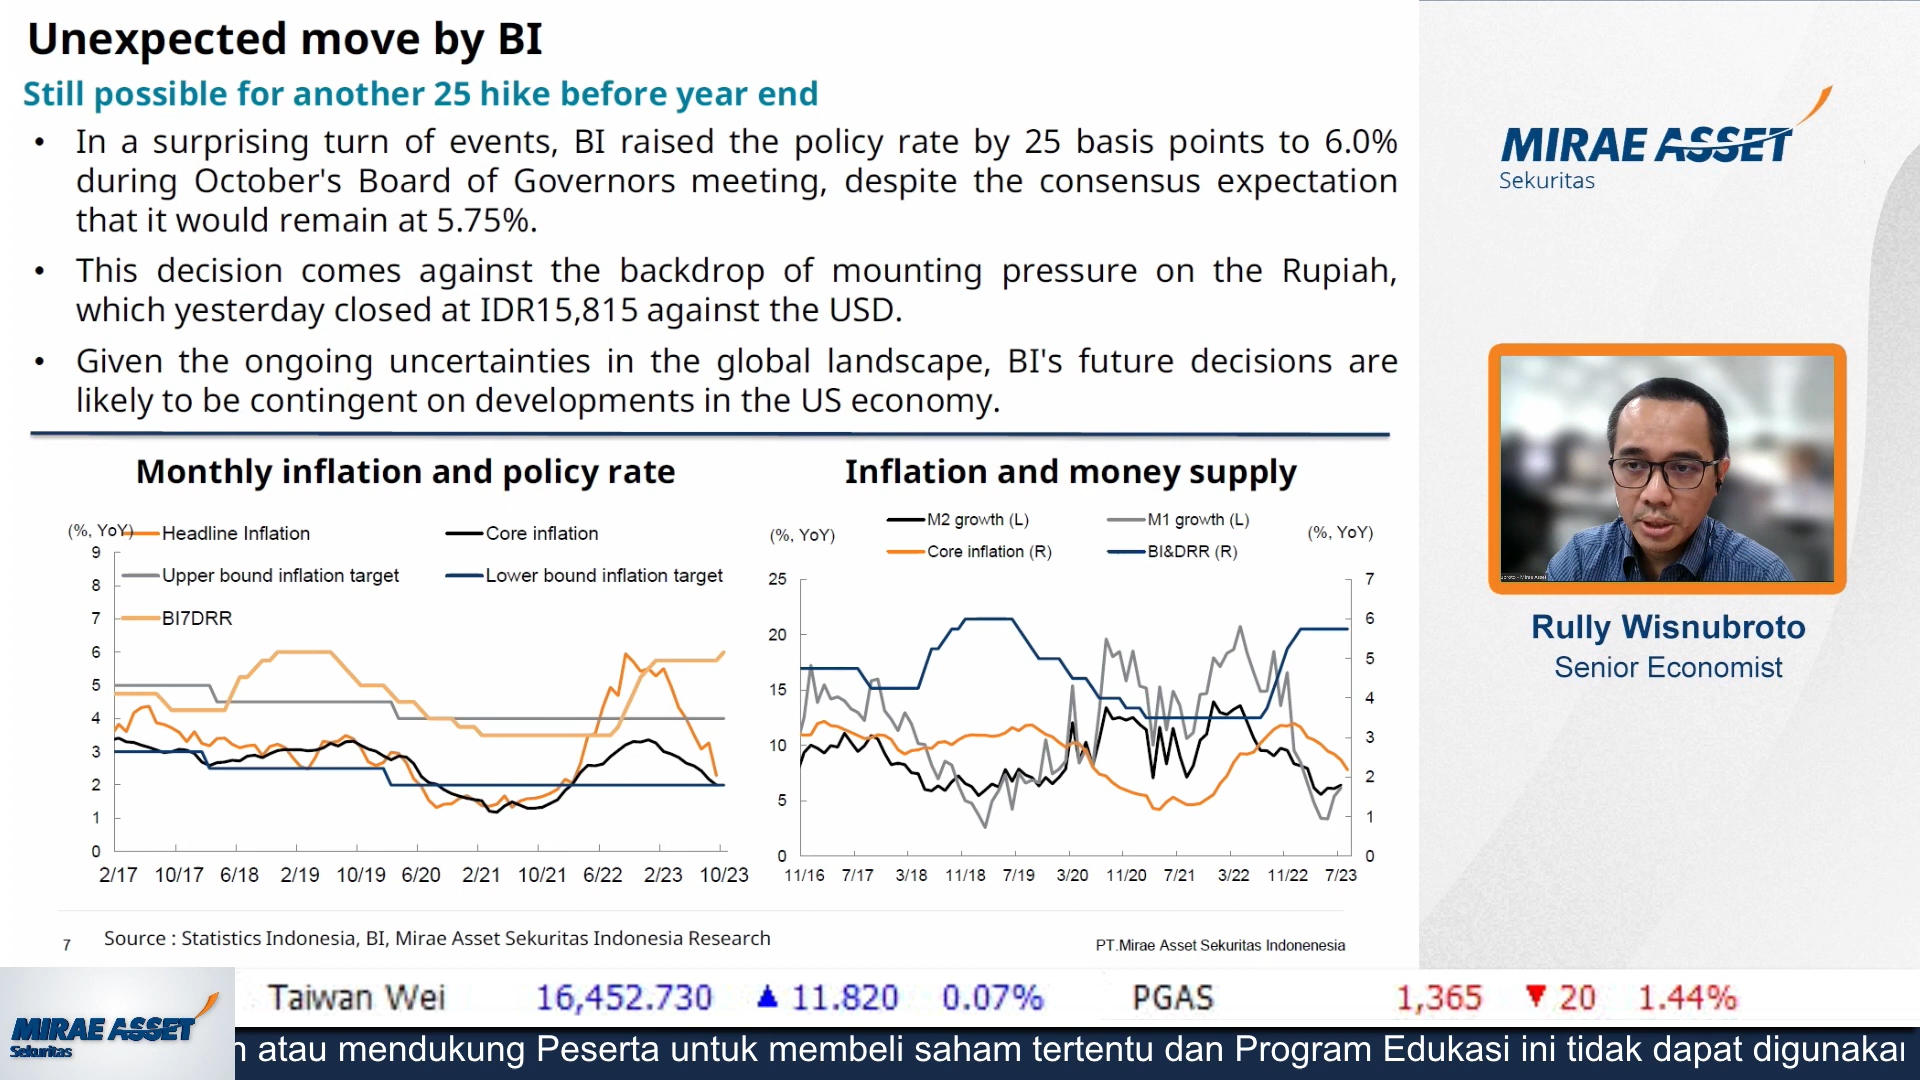 Unexpected move by BI
Still possible for another 25 hike before year end
• In a surprising turn of events, BI raised the policy rate by 25 basis points to 6.0%
during October's Board of Governors meeting, despite the consensus expectation
that it would remain at 5.75%.
• This decision comes against the backdrop of mounting pressure on the Rupiah,
which yesterday closed at IDR15,815 against the USD.
• Given the ongoing uncertainties in the global landscape, BI's future decisions are
likely to be contingent on developments in the US economy.
Monthly inflation and policy rate
(%, YoY)
Headline Inflation
Core inflation
Upper bound inflation target
Lower bound inflation target
BI7DRR
9
8
7
6
5
4
3
2
1
0
2/17 10/17 6/18 2/19 10/19 6/20 2/21 10/21 6/22 2/23 10/23
Inflation and money supply
(%, YoY)
M2 growth (L)
M1 growth (L)
(%, YoY)
Core inflation (R)
BI&DRR (R)
25
20
15
10
5
0
7
6
5
4
3
2
1
0
11/16 7/17 3/18 11/18 7/19 3/20 11/20 7/21 3/22 11/22 7/23
7
Source : Statistics Indonesia, BI, Mirae Asset Sekuritas Indonesia Research
PT.Mirae Asset Sekuritas Indonenesia
MIRAE ASSET
Sekuritas
Rully Wisnubroto
Senior Economist
MIRAE ASSET
Sekuritas
Taiwan Wei 16,452.730 ▲ 11.820 0.07% PGAS 1,365 ▼ 20 1.44%
atau mendukung Peserta untuk membeli saham tertentu dan Program Edukasi ini tidak dapat